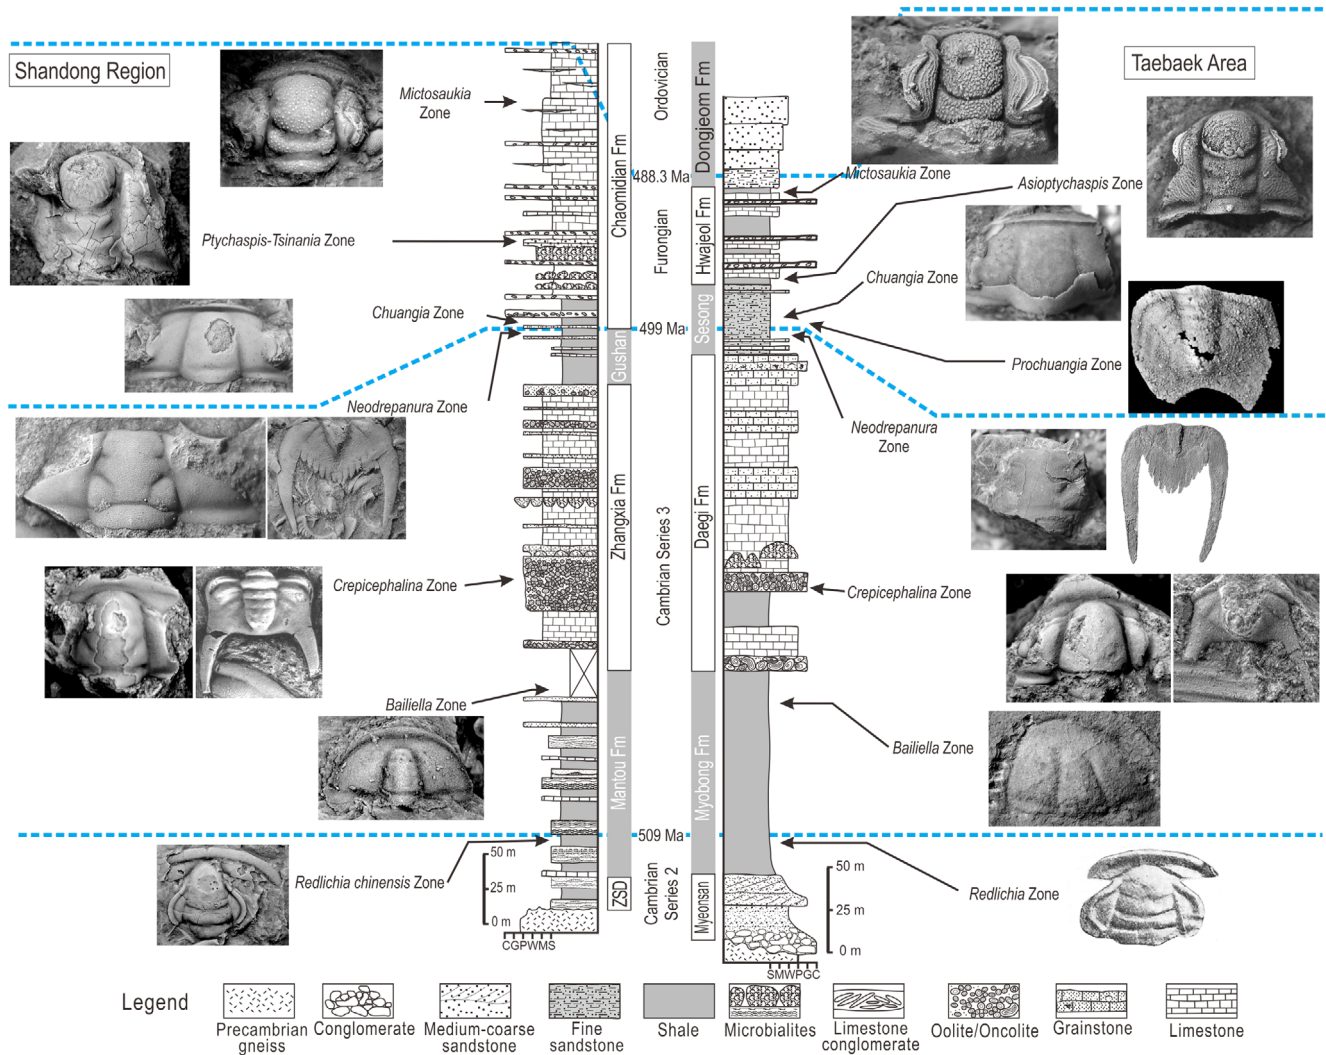 Shandong Region
Taebaek Area
Mictosaukia
Zone
Ptychaspis-Tsinania Zone
Chuangia Zone
Neodrepanura Zone
Crepicephalina Zone
Bailiella Zone
Redlichia chinensis Zone
Chaomidian Fm
Gushan
Zhangxia Fm
Mantou Fm
ZSD
Ordovician
Furongian
Cambrian Series 3
Cambrian
Series 2
488.3 Ma
499 Ma
509 Ma
Dongjeom Fm
Hwajeol Fm
Sesong
Daegi Fm
Myobong Fm
Myeonsan
Mictosaukia Zone
Asioptychaspis Zone
Chuangia Zone
Prochuangia Zone
Neodrepanura
Zone
Crepicephalina Zone
Bailiella Zone
Redlichia Zone
50 m
25 m
0 m
CGPWMS
50 m
25 m
0 m
SMWPGC
Legend
Precambrian
gneiss
Conglomerate
Medium-coarse
sandstone
Fine
sandstone
Shale
Microbialites
Limestone
conglomerate
Oolite/Oncolite
Grainstone
Limestone